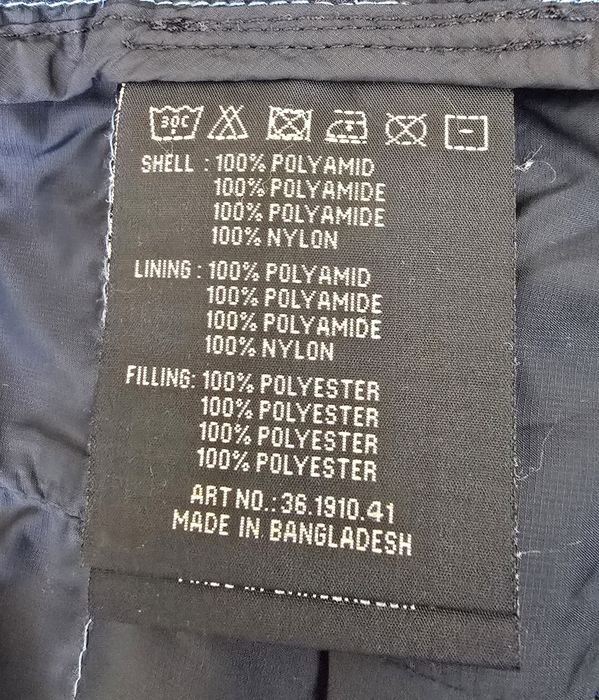 30C
SHELL : 100% POLYAMID
100% POLYAMIDE
100% POLYAMIDE
100% NYLON
LINING : 100% POLYAMID
100% POLYAMIDE
100% POLYAMIDE
100% NYLON
FILLING: 100% POLYESTER
100% POLYESTER
100% POLYESTER
100% POLYESTER
ART NO.: 36.1910.41
MADE IN BANGLADESH